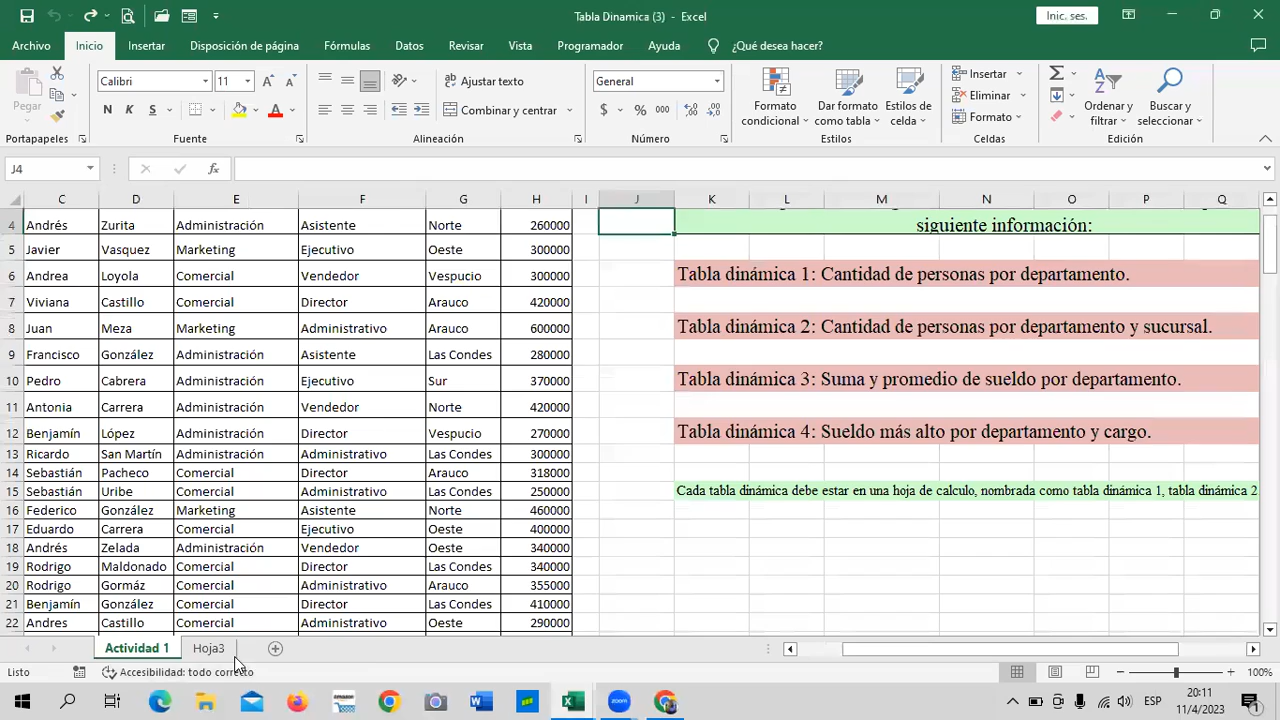 Tabla Dinamica (3) - Excel
Inic. ses.
Archivo Inicio Insertar Disposición de página Fórmulas Datos Revisar Vista Programador Ayuda ¿Qué desea hacer?
Pegar
Calibri 11
N K S
Ajustar texto
Combinar y centrar
General
$ % 000
Formato condicional
Dar formato como tabla
Estilos de celda
Insertar
Eliminar
Formato
Ordenar y filtrar
Buscar y seleccionar
Portapapeles Fuente Alineación Número Estilos Celdas Edición
J4 fx
C D E F G H I J K L M N O P Q
4 Andrés Zurita Administración Asistente Norte 260000 siguiente información:
5 Javier Vasquez Marketing Ejecutivo Oeste 300000
6 Andrea Loyola Comercial Vendedor Vespucio 300000 Tabla dinámica 1: Cantidad de personas por departamento.
7 Viviana Castillo Comercial Director Arauco 420000
8 Juan Meza Marketing Administrativo Arauco 600000 Tabla dinámica 2: Cantidad de personas por departamento y sucursal.
9 Francisco González Administración Asistente Las Condes 280000
10 Pedro Cabrera Administración Ejecutivo Sur 370000 Tabla dinámica 3: Suma y promedio de sueldo por departamento.
11 Antonia Carrera Administración Vendedor Norte 420000
12 Benjamín López Administración Director Vespucio 270000 Tabla dinámica 4: Sueldo más alto por departamento y cargo.
13 Ricardo San Martín Administración Administrativo Las Condes 300000
14 Sebastián Pacheco Comercial Director Arauco 318000
15 Sebastián Uribe Comercial Administrativo Las Condes 250000 Cada tabla dinámica debe estar en una hoja de calculo, nombrada como tabla dinámica 1, tabla dinámica 2
16 Federico González Marketing Asistente Norte 460000
17 Eduardo Carrera Comercial Ejecutivo Oeste 400000
18 Andrés Zelada Administración Vendedor Oeste 340000
19 Rodrigo Maldonado Comercial Director Las Condes 340000
20 Rodrigo Gormáz Comercial Administrativo Arauco 355000
21 Benjamín González Comercial Director Las Condes 410000
22 Andres Castillo Comercial Administrativo Oeste 290000
Actividad 1 Hoja3
Listo Accesibilidad: todo correcto 100%
ESP 20:11
11/4/2023